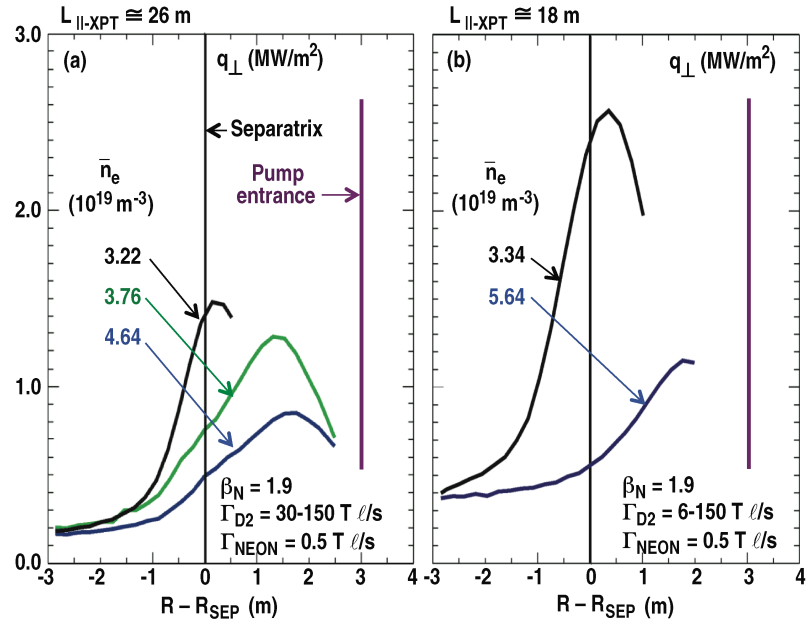 L ||-XPT ≅ 26 m
L ||-XPT ≅ 18 m
3.0
2.0
1.0
0.0
(a)
q⊥ (MW/m²)
Separatrix
Pump
entrance
n̅e
(10¹⁹ m⁻³)
3.22
3.76
4.64
βN = 1.9
ΓD2 = 30-150 T ℓ/s
ΓNEON = 0.5 T ℓ/s
-3 -2 -1 0 1 2 3 4
R – RSEP (m)
(b)
q⊥ (MW/m²)
n̅e
(10¹⁹ m⁻³)
3.34
5.64
βN = 1.9
ΓD2 = 6-150 T ℓ/s
ΓNEON = 0.5 T ℓ/s
-3 -2 -1 0 1 2 3 4
R – RSEP (m)